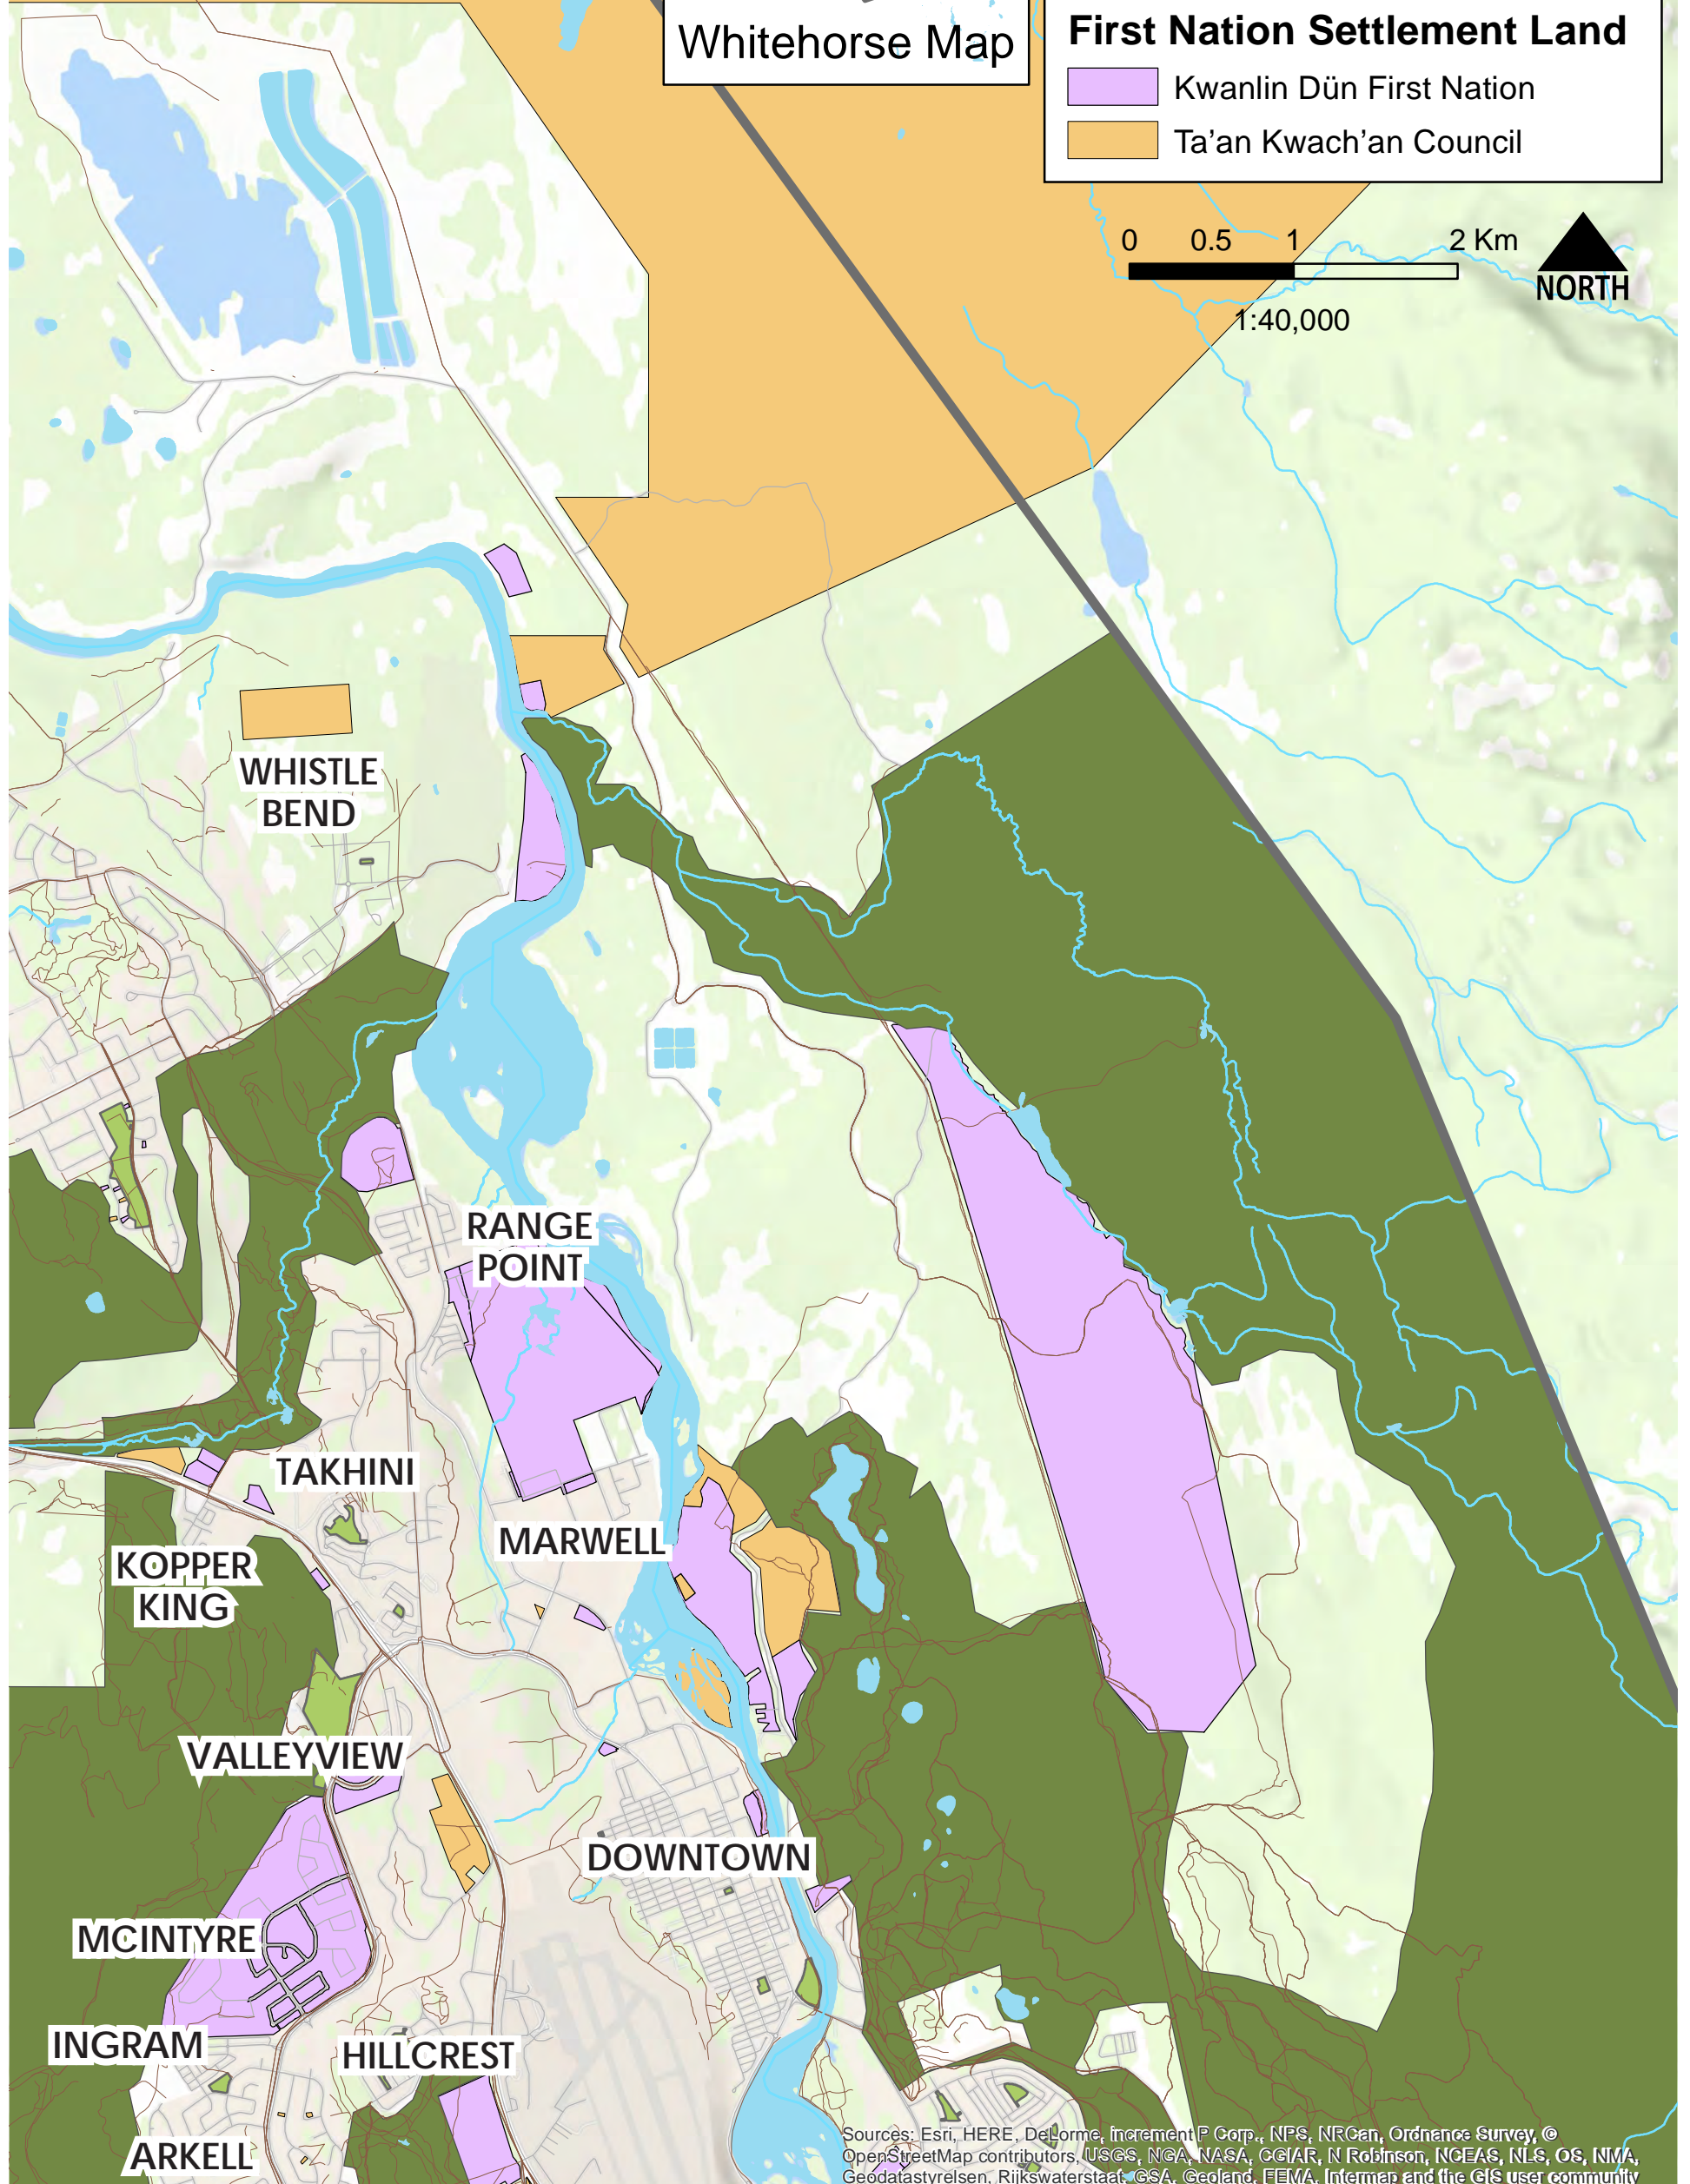 Whitehorse Map
First Nation Settlement Land
Kwanlin Dün First Nation
Ta'an Kwach'an Council
0 0.5 1 2 Km
NORTH
1:40,000
WHISTLE
BEND
RANGE
POINT
TAKHINI
MARWELL
KOPPER
KING
VALLEYVIEW
DOWNTOWN
MCINTYRE
INGRAM
HILLCREST
ARKELL
Sources: Esri, HERE, DeLorme, increment P Corp., NPS, NRCan, Ordnance Survey, ©
OpenStreetMap contributors, USGS, NGA, NASA, CGIAR, N Robinson, NCEAS, NLS, OS, NMA,
Geodatastyrelsen, Rijkswaterstaat, GSA, Geoland, FEMA, Intermap and the GIS user community